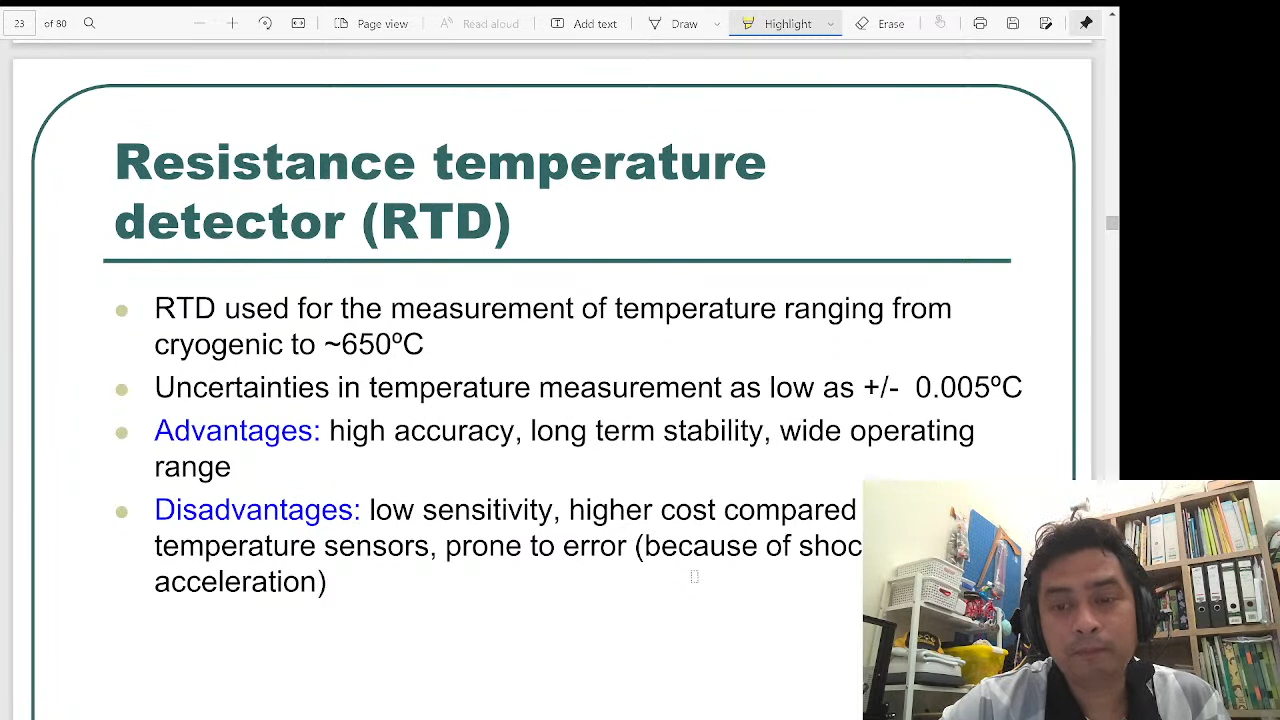 23 of 80 Page view Read aloud Add text Draw Highlight Erase
Resistance temperature
detector (RTD)
RTD used for the measurement of temperature ranging from
cryogenic to ~650ºC
Uncertainties in temperature measurement as low as +/- 0.005ºC
Advantages: high accuracy, long term stability, wide operating
range
Disadvantages: low sensitivity, higher cost compared
temperature sensors, prone to error (because of shoc
acceleration)